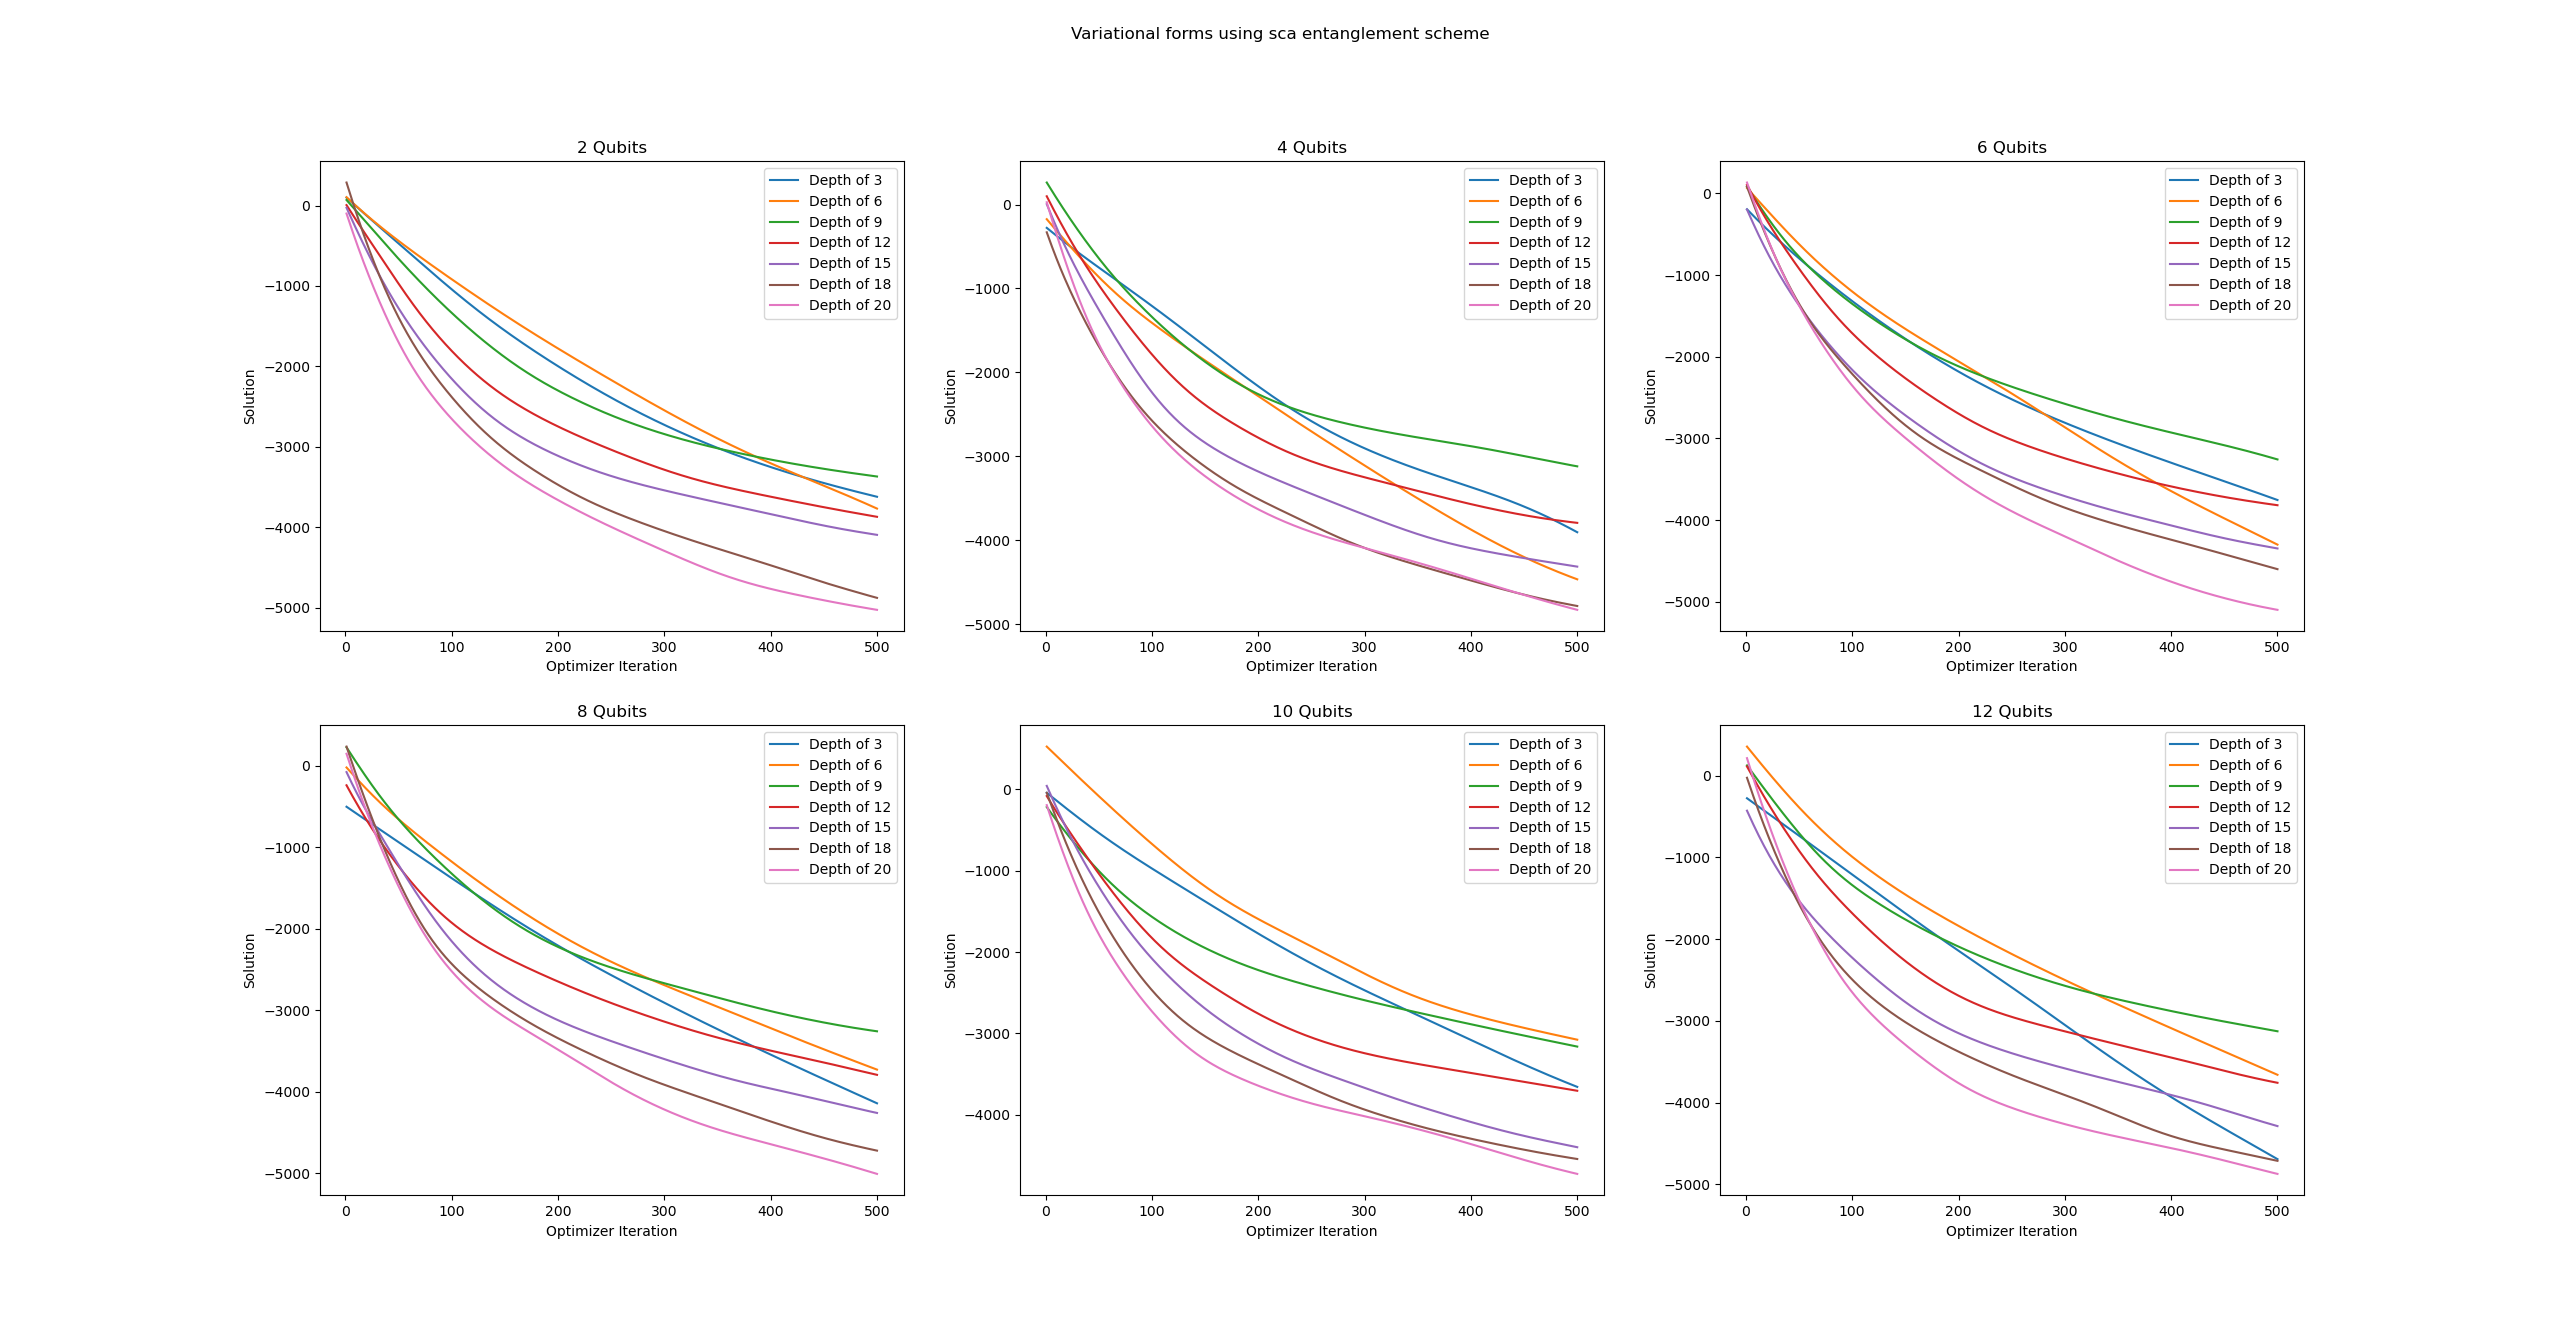 Variational forms using sca entanglement scheme
2 Qubits
Solution
0
−1000
−2000
−3000
−4000
−5000
Depth of 3
Depth of 6
Depth of 9
Depth of 12
Depth of 15
Depth of 18
Depth of 20
0 100 200 300 400 500
Optimizer Iteration
4 Qubits
Solution
0
−1000
−2000
−3000
−4000
−5000
Depth of 3
Depth of 6
Depth of 9
Depth of 12
Depth of 15
Depth of 18
Depth of 20
0 100 200 300 400 500
Optimizer Iteration
6 Qubits
Solution
0
−1000
−2000
−3000
−4000
−5000
Depth of 3
Depth of 6
Depth of 9
Depth of 12
Depth of 15
Depth of 18
Depth of 20
0 100 200 300 400 500
Optimizer Iteration
8 Qubits
Solution
0
−1000
−2000
−3000
−4000
−5000
Depth of 3
Depth of 6
Depth of 9
Depth of 12
Depth of 15
Depth of 18
Depth of 20
0 100 200 300 400 500
Optimizer Iteration
10 Qubits
Solution
0
−1000
−2000
−3000
−4000
Depth of 3
Depth of 6
Depth of 9
Depth of 12
Depth of 15
Depth of 18
Depth of 20
0 100 200 300 400 500
Optimizer Iteration
12 Qubits
Solution
0
−1000
−2000
−3000
−4000
−5000
Depth of 3
Depth of 6
Depth of 9
Depth of 12
Depth of 15
Depth of 18
Depth of 20
0 100 200 300 400 500
Optimizer Iteration